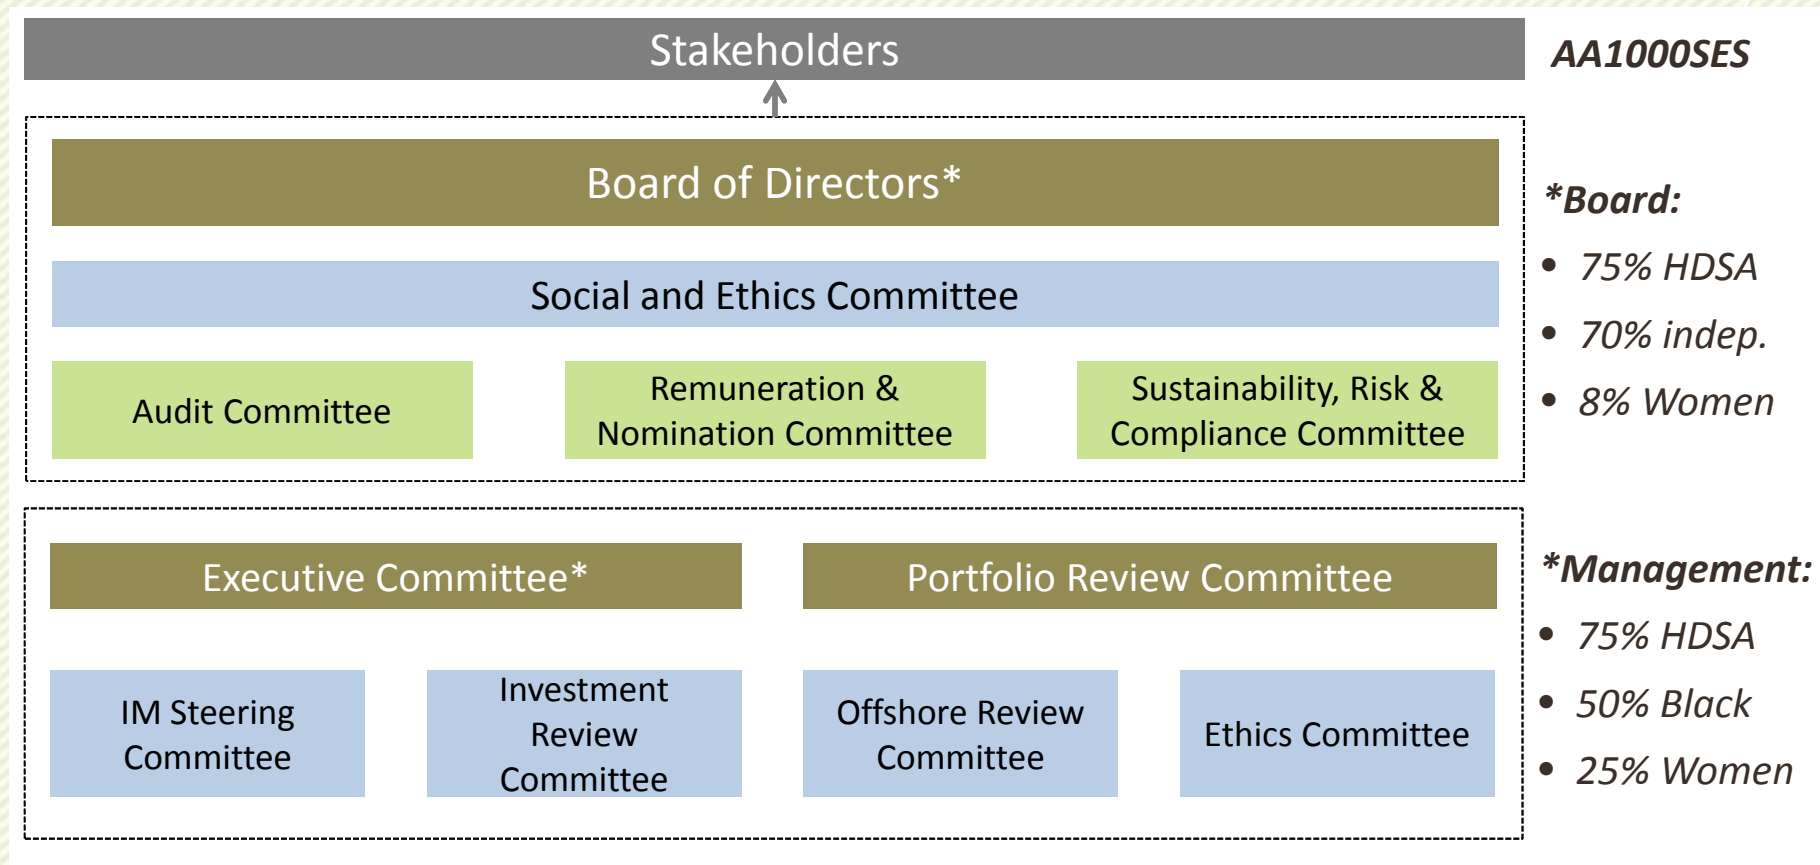 Stakeholders
AA1000SES
Board of Directors*
*Board:
• 75% HDSA
• 70% indep.
• 8% Women
Social and Ethics Committee
Audit Committee
Remuneration &
Nomination Committee
Sustainability, Risk &
Compliance Committee
Executive Committee*
Portfolio Review Committee
*Management:
• 75% HDSA
• 50% Black
• 25% Women
IM Steering
Committee
Investment
Review
Committee
Offshore Review
Committee
Ethics Committee